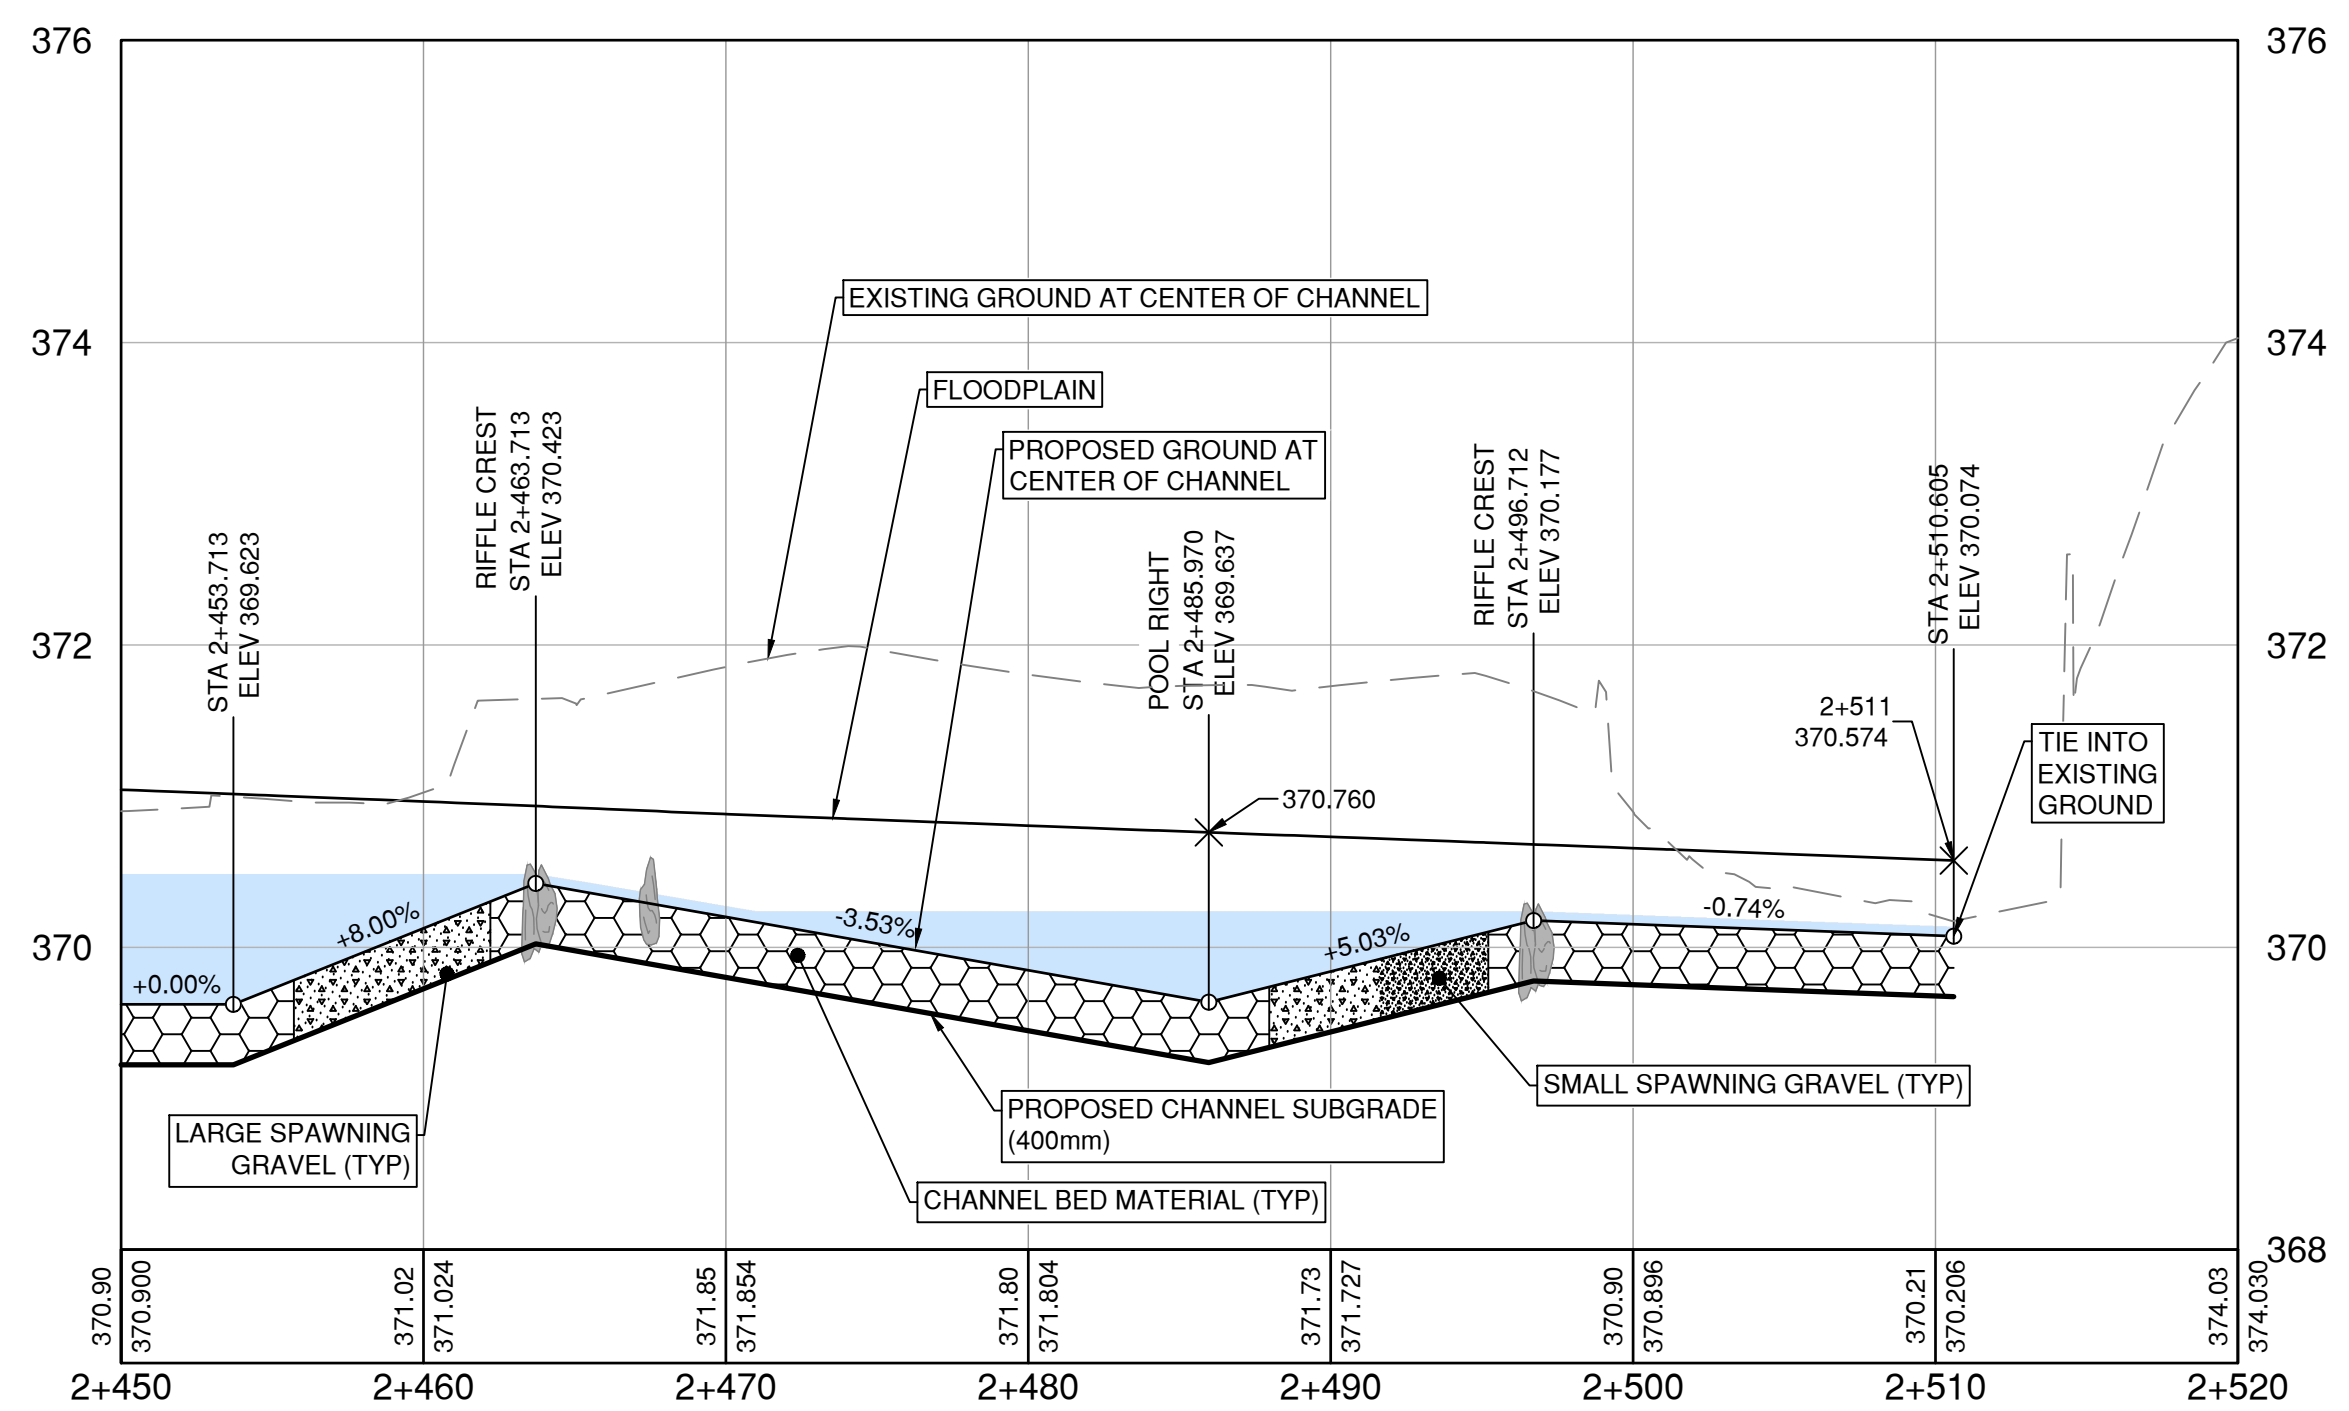 376
376
374
374
372
372
370
370
368
EXISTING GROUND AT CENTER OF CHANNEL
FLOODPLAIN
PROPOSED GROUND AT
CENTER OF CHANNEL
STA 2+453.713
ELEV 369.623
RIFFLE CREST
STA 2+463.713
ELEV 370.423
POOL RIGHT
STA 2+485.970
ELEV 369.637
RIFFLE CREST
STA 2+496.712
ELEV 370.177
STA 2+510.605
ELEV 370.074
2+511
370.574
TIE INTO
EXISTING
GROUND
370.760
+0.00%
+8.00%
-3.53%
+5.03%
-0.74%
LARGE SPAWNING
GRAVEL (TYP)
PROPOSED CHANNEL SUBGRADE
(400mm)
CHANNEL BED MATERIAL (TYP)
SMALL SPAWNING GRAVEL (TYP)
370.90
370.900
371.02
371.024
371.85
371.854
371.80
371.804
371.73
371.727
370.90
370.896
370.21
370.206
374.03
374.030
2+450
2+460
2+470
2+480
2+490
2+500
2+510
2+520